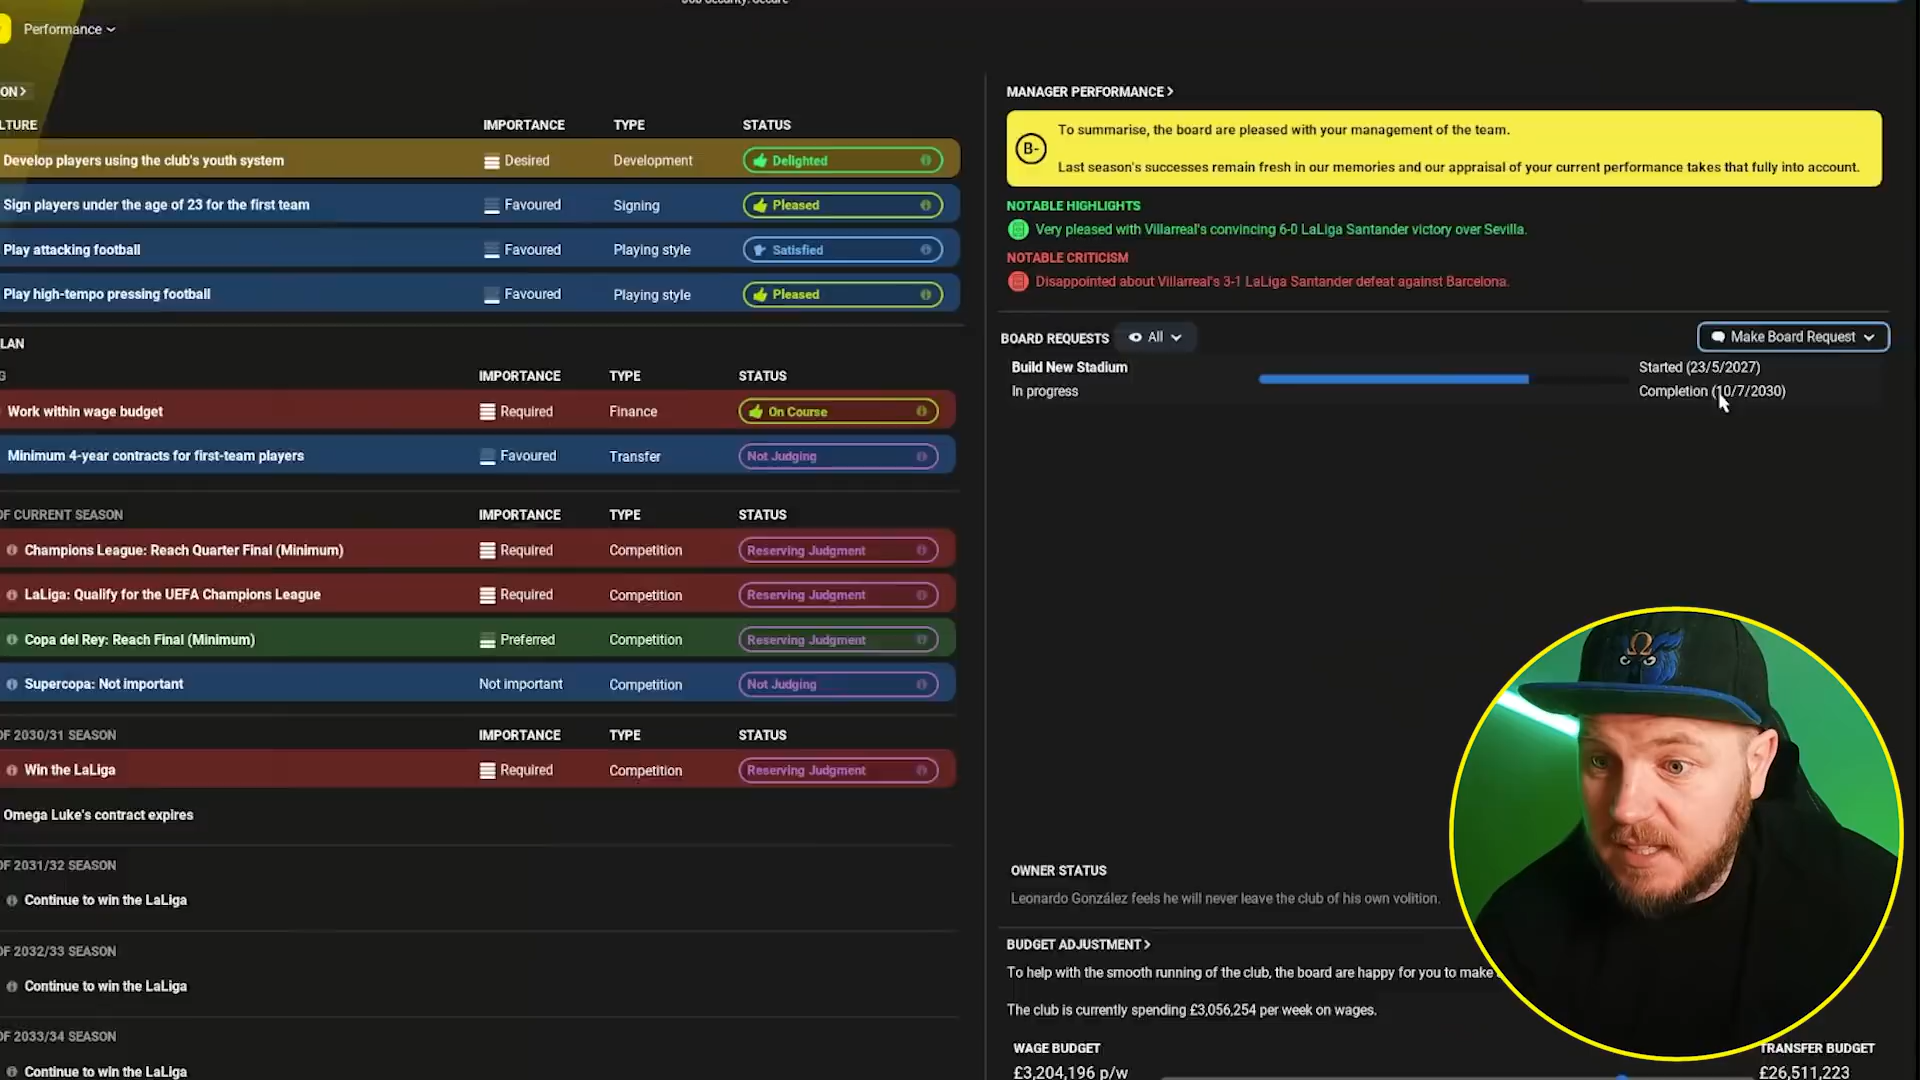 Job Security: Secure
Performance
ON >
LTURE IMPORTANCE TYPE STATUS
Develop players using the club's youth system Desired Development Delighted
Sign players under the age of 23 for the first team Favoured Signing Pleased
Play attacking football Favoured Playing style Satisfied
Play high-tempo pressing football Favoured Playing style Pleased
LAN
G IMPORTANCE TYPE STATUS
Work within wage budget Required Finance On Course
Minimum 4-year contracts for first-team players Favoured Transfer Not Judging
OF CURRENT SEASON IMPORTANCE TYPE STATUS
Champions League: Reach Quarter Final (Minimum) Required Competition Reserving Judgment
LaLiga: Qualify for the UEFA Champions League Required Competition Reserving Judgment
Copa del Rey: Reach Final (Minimum) Preferred Competition Reserving Judgment
Supercopa: Not important Not important Competition Not Judging
OF 2030/31 SEASON IMPORTANCE TYPE STATUS
Win the LaLiga Required Competition Reserving Judgment
Omega Luke's contract expires
OF 2031/32 SEASON
Continue to win the LaLiga
OF 2032/33 SEASON
Continue to win the LaLiga
OF 2033/34 SEASON
Continue to win the LaLiga
MANAGER PERFORMANCE >
B-
To summarise, the board are pleased with your management of the team.
Last season's successes remain fresh in our memories and our appraisal of your current performance takes that fully into account.
NOTABLE HIGHLIGHTS
Very pleased with Villarreal's convincing 6-0 LaLiga Santander victory over Sevilla.
NOTABLE CRITICISM
Disappointed about Villarreal's 3-1 LaLiga Santander defeat against Barcelona.
BOARD REQUESTS All Make Board Request
Build New Stadium Started (23/5/2027)
In progress Completion (10/7/2030)
OWNER STATUS
Leonardo González feels he will never leave the club of his own volition.
BUDGET ADJUSTMENT >
To help with the smooth running of the club, the board are happy for you to make
The club is currently spending £3,056,254 per week on wages.
WAGE BUDGET TRANSFER BUDGET
£3,204,196 p/w £26,511,223
Ω